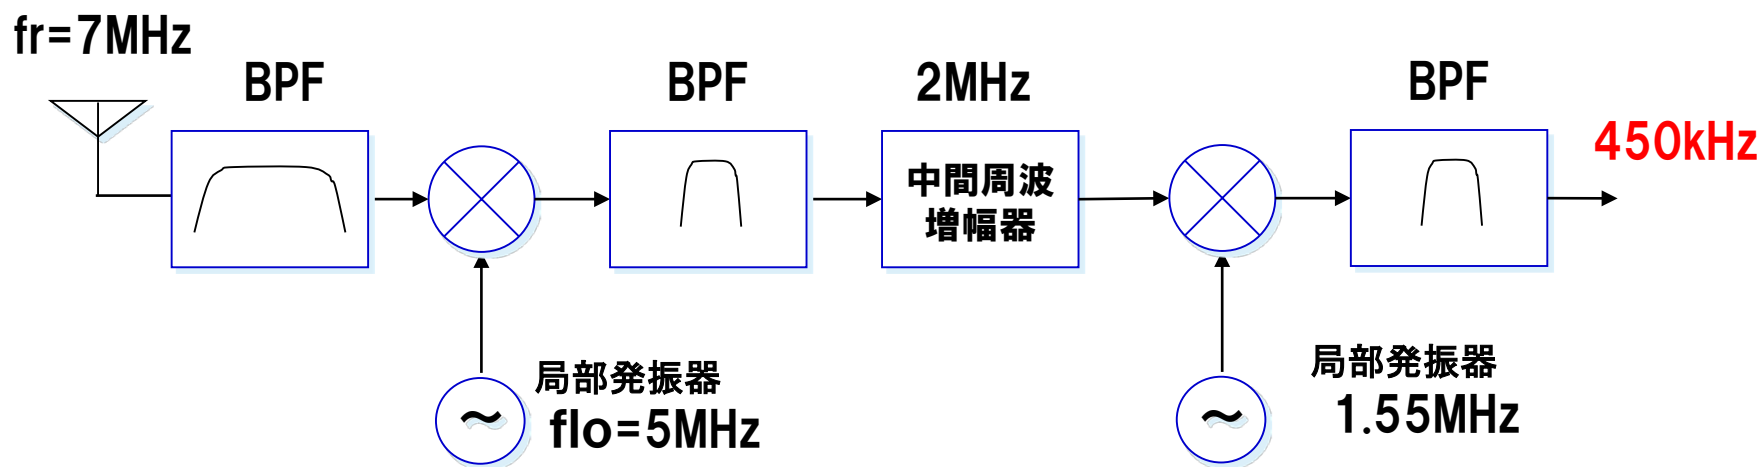 fr=7MHz
BPF
BPF
2MHz
BPF
450kHz
中間周波
増幅器
~
局部発振器
flo=5MHz
~
局部発振器
1.55MHz